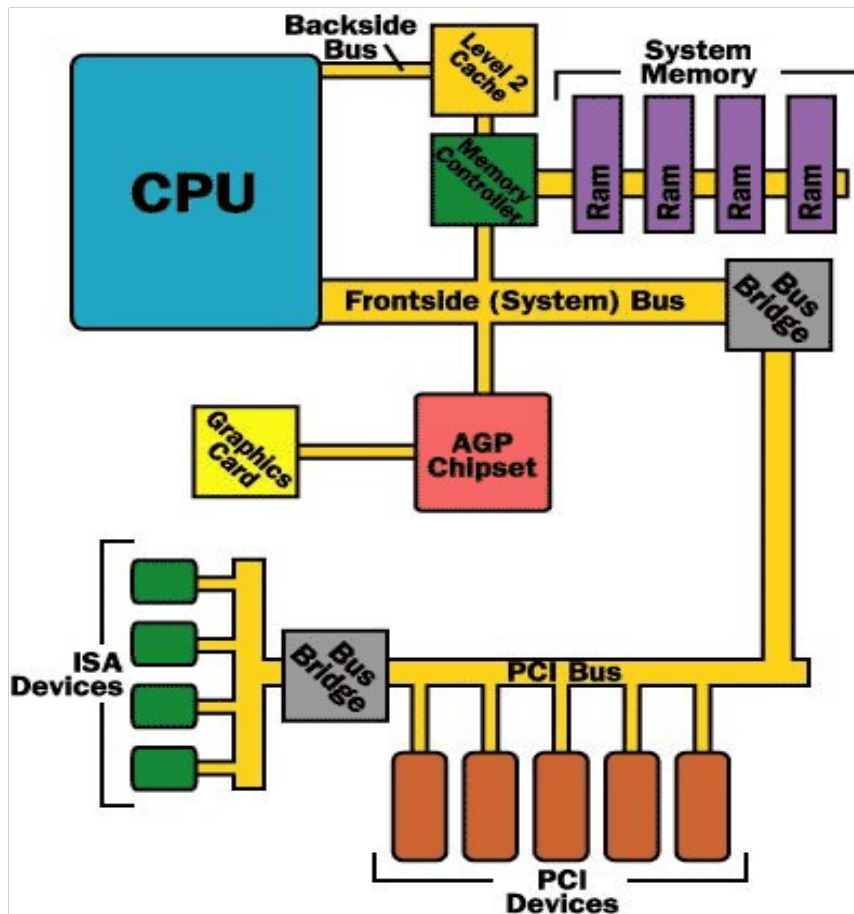 Backside
Bus
Level 2
Cache
System
Memory
CPU
Memory
Controller
Ram
Ram
Ram
Ram
Frontside (System) Bus
Bus
Bridge
Graphics
Card
AGP
Chipset
ISA
Devices
Bus
Bridge
PCI Bus
PCI
Devices